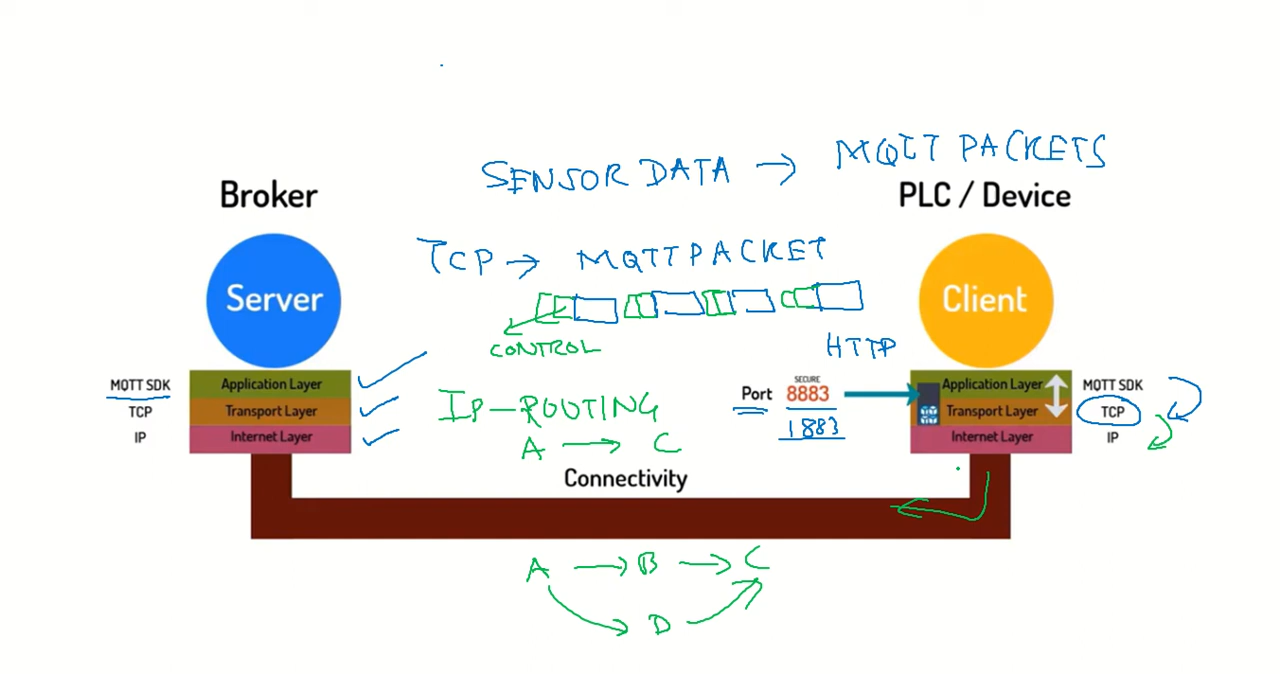 SENSOR DATA → MQTT PACKETS
Broker
PLC / Device
TCP → MQTT PACKET
Server
Client
CONTROL
HTTP
MQTT SDK
Application Layer
TCP
Transport Layer
IP
Internet Layer
IP-ROUTING
A → C
Port
SECURE
8883
1883
Application Layer
MQTT SDK
Transport Layer
TCP
Internet Layer
IP
Connectivity
A → B → C
D